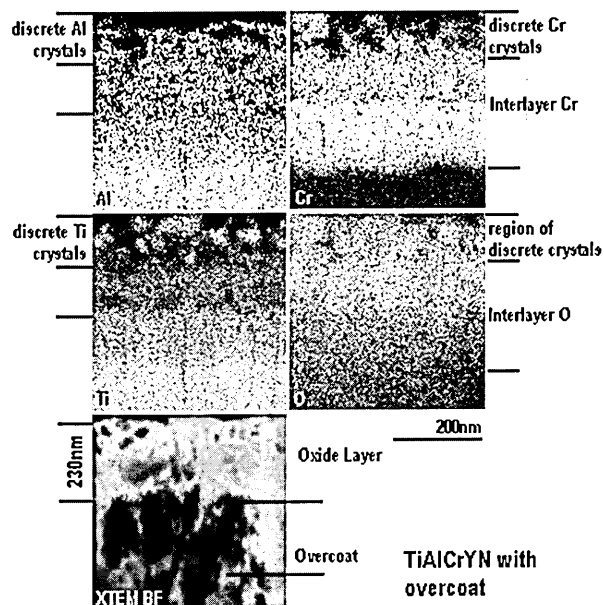 discrete Al
crystals
Al
discrete Cr
crystals
Interlayer Cr
Cr
discrete Ti
crystals
Ti
region of
discrete crystals
Interlayer O
O
200nm
230nm
Oxide Layer
Overcoat
XTEM BF
TiAlCrYN with
overcoat